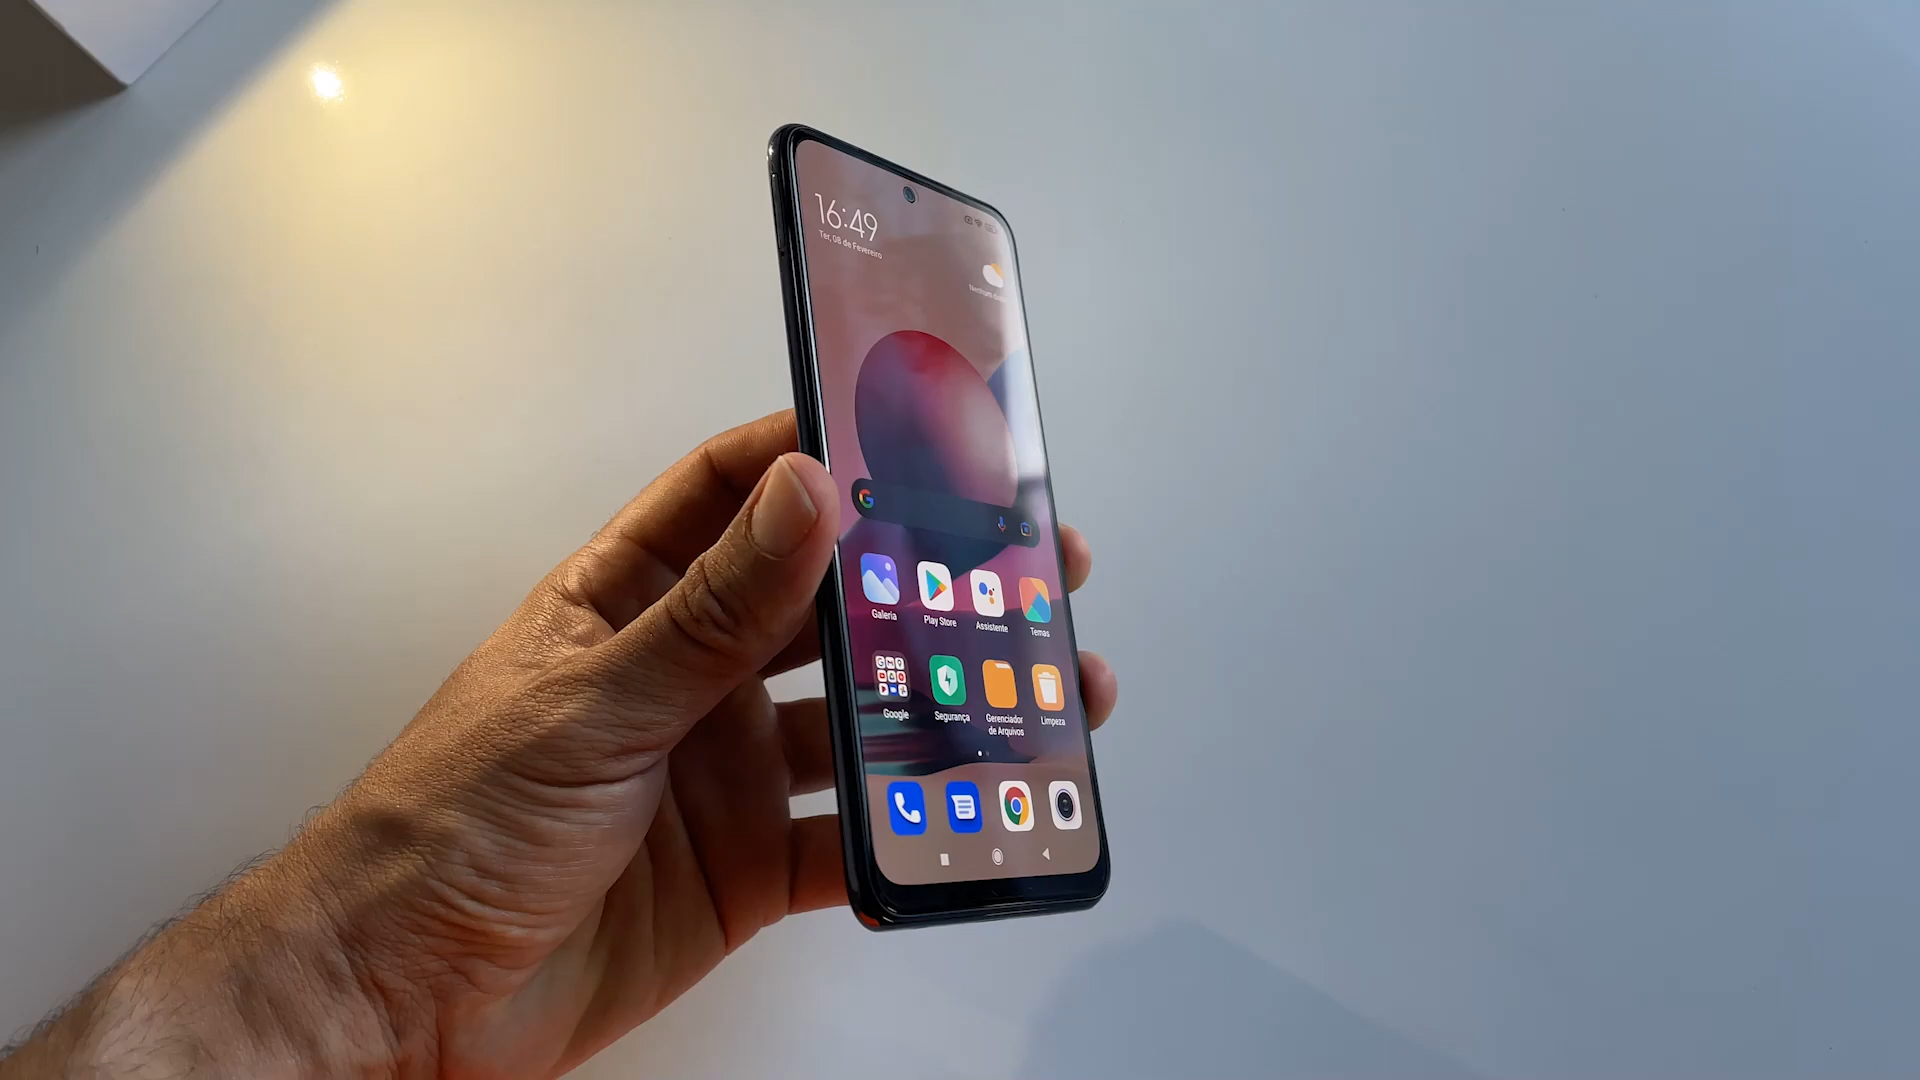 16:49
Ter, 08 de Fevereiro
Galeria
Play Store
Assistente
Temas
Google
Segurança
Gerenciador
de Arquivos
Limpeza